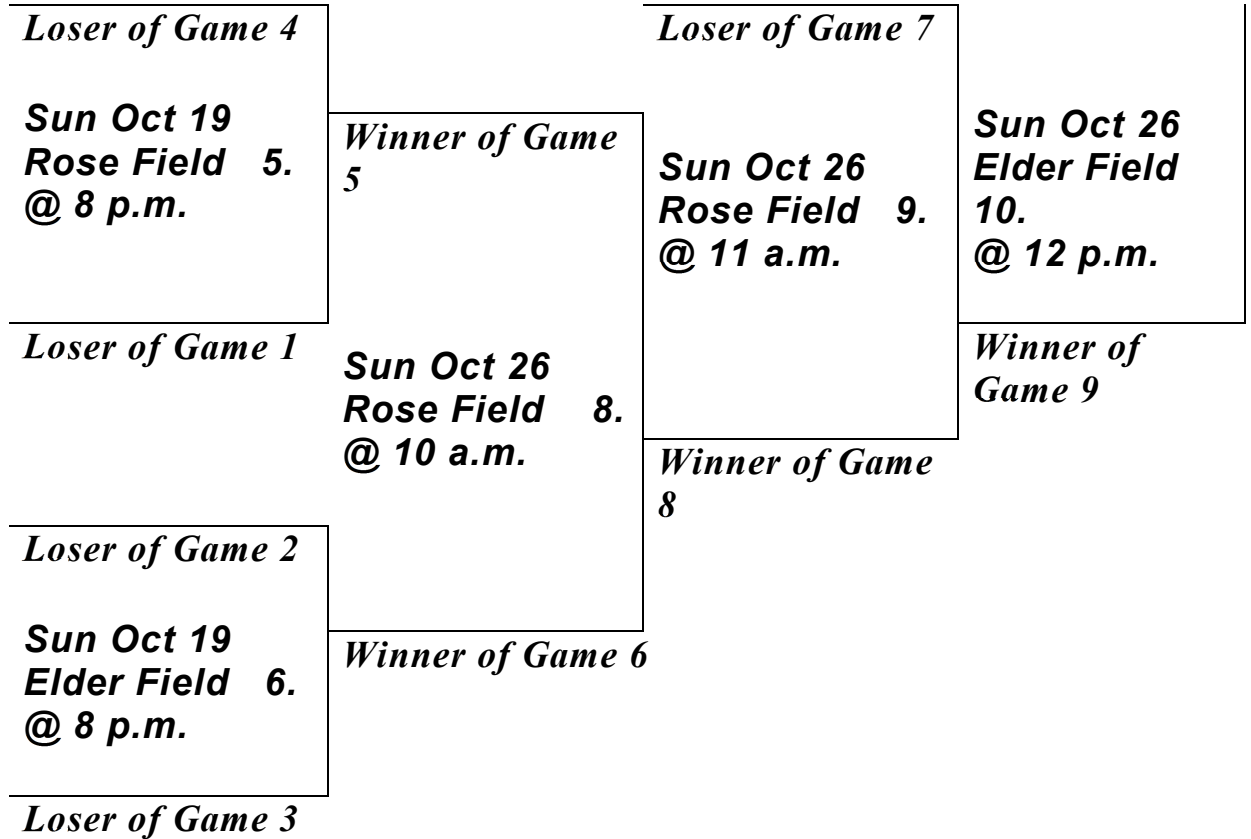 Loser of Game 4
Sun Oct 19
Rose Field 5.
@ 8 p.m.
Loser of Game 1
Loser of Game 2
Sun Oct 19
Elder Field 6.
@ 8 p.m.
Loser of Game 3
Winner of Game
5
Sun Oct 26
Rose Field 8.
@ 10 a.m.
Winner of Game 6
Loser of Game 7
Sun Oct 26
Rose Field 9.
@ 11 a.m.
Winner of Game
8
Sun Oct 26
Elder Field
10.
@ 12 p.m.
Winner of
Game 9